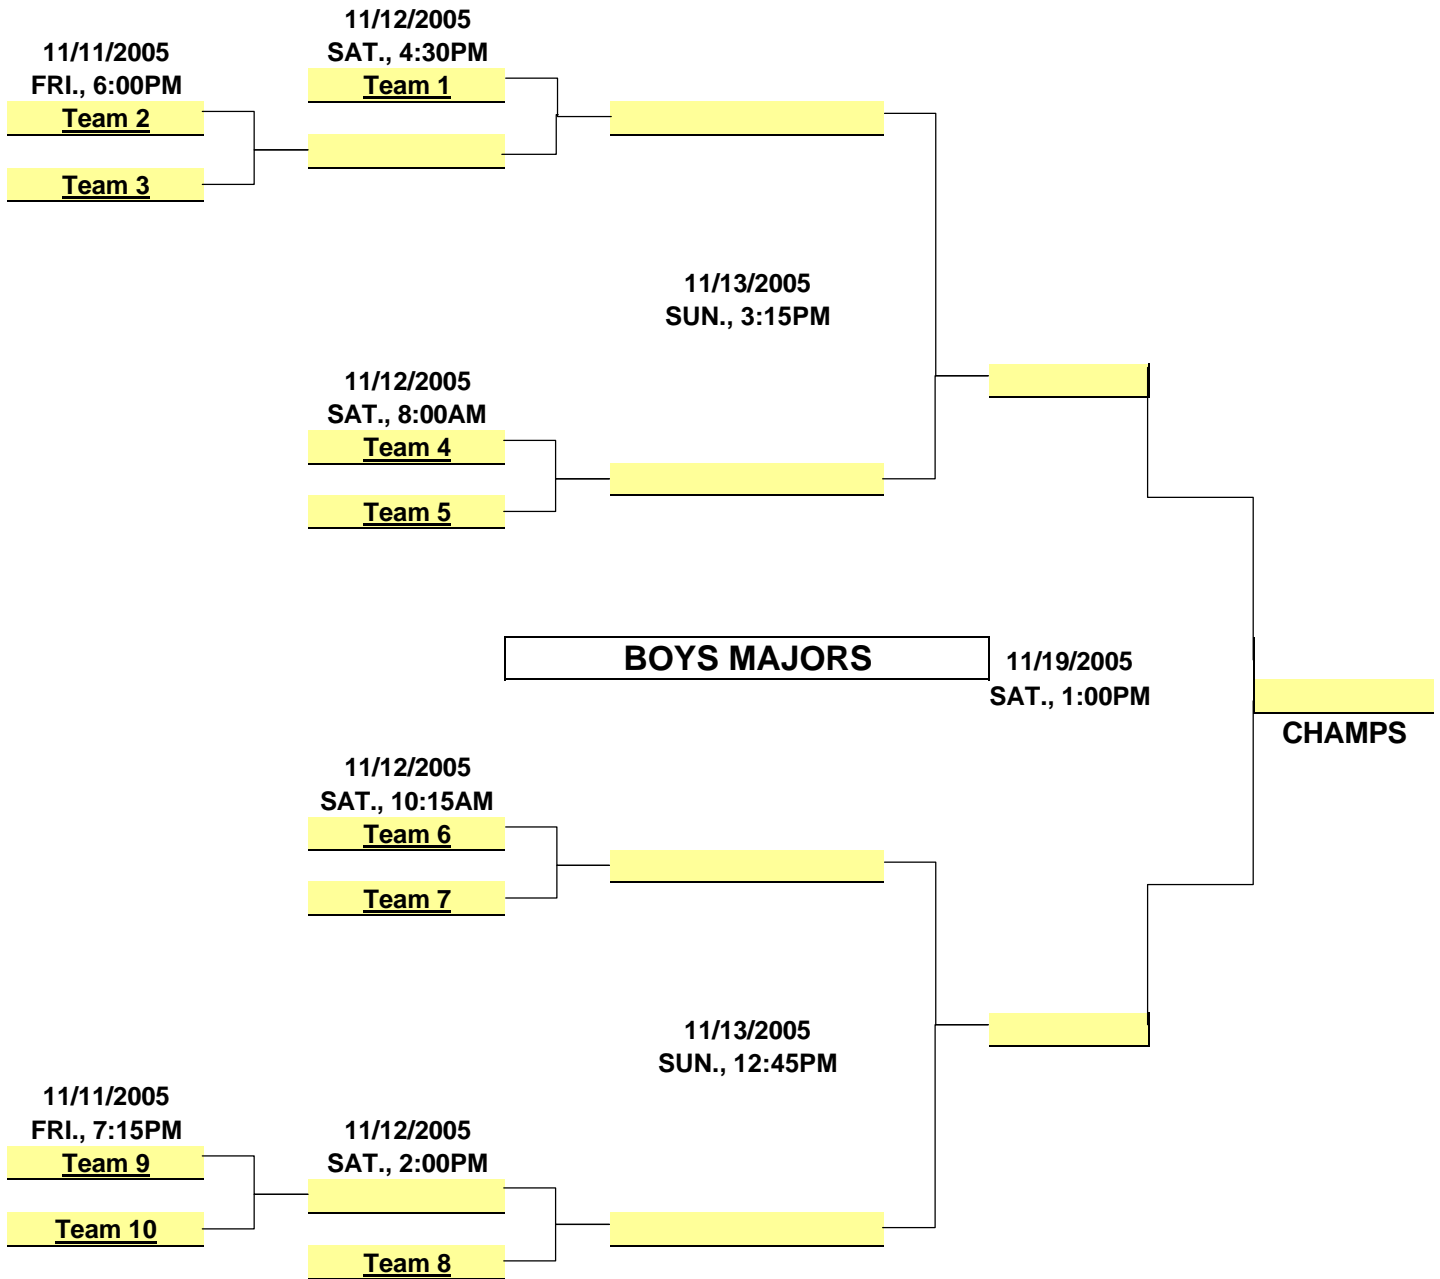 11/12/2005
SAT., 4:30PM
Team 1
11/11/2005
FRI., 6:00PM
Team 2
Team 3
11/13/2005
SUN., 3:15PM
11/12/2005
SAT., 8:00AM
Team 4
Team 5
BOYS MAJORS
11/19/2005
SAT., 1:00PM
CHAMPS
11/12/2005
SAT., 10:15AM
Team 6
Team 7
11/13/2005
SUN., 12:45PM
11/11/2005
FRI., 7:15PM
Team 9
Team 10
11/12/2005
SAT., 2:00PM
Team 8